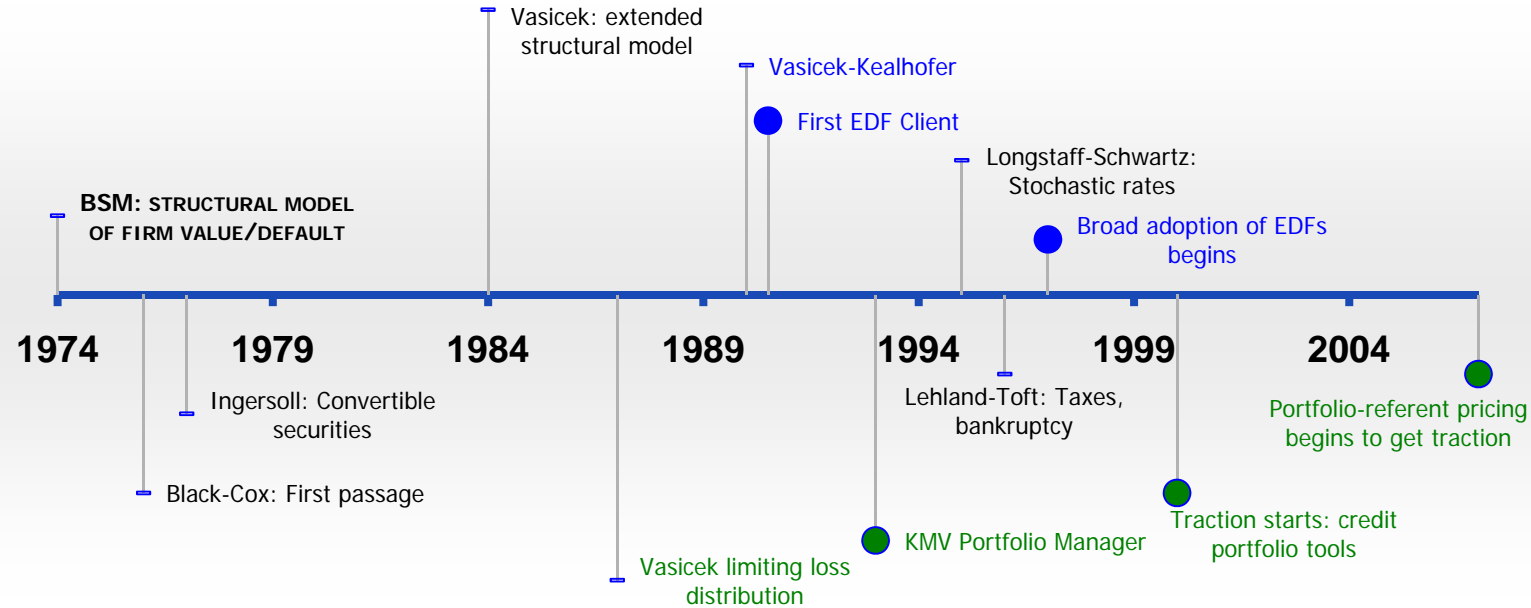 Vasicek: extended
structural model
Vasicek-Kealhofer
First EDF Client
Longstaff-Schwartz:
Stochastic rates
BSM: STRUCTURAL MODEL
OF FIRM VALUE/DEFAULT
Broad adoption of EDFs
begins
1974
1979
1984
1989
1994
1999
2004
Ingersoll: Convertible
securities
Lehland-Toft: Taxes,
bankruptcy
Portfolio-referent pricing
begins to get traction
Black-Cox: First passage
Traction starts: credit
portfolio tools
KMV Portfolio Manager
Vasicek limiting loss
distribution